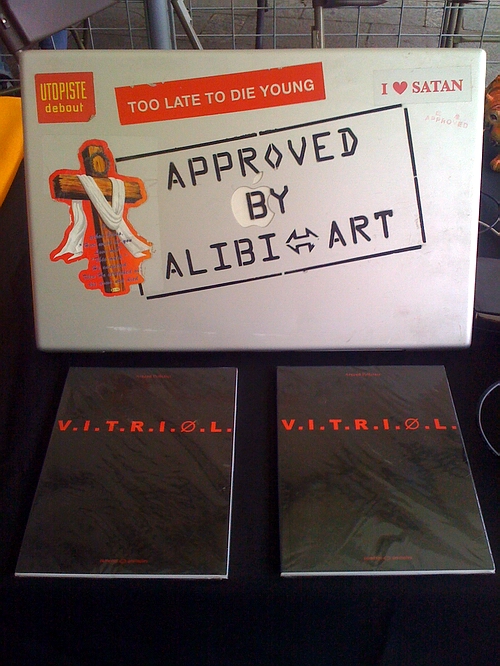 UTOPISTE
debout
TOO LATE TO DIE YOUNG
I ❤ SATAN
APPROVED
BY
ALIBI ⇔ ART
V.I.T.R.I.Ø.L.
V.I.T.R.I.Ø.L.